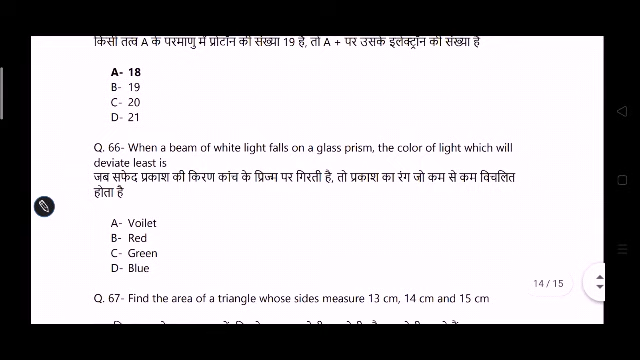 किसी तत्व A के परमाणु में प्रोटॉन की संख्या 19 है, तो A + पर उसके इलेक्ट्रॉन की संख्या है
A- 18
B- 19
C- 20
D- 21
Q. 66- When a beam of white light falls on a glass prism, the color of light which will
deviate least is
जब सफेद प्रकाश की किरण कांच के प्रिज्म पर गिरती है, तो प्रकाश का रंग जो कम से कम विचलित
होता है
A- Voilet
B- Red
C- Green
D- Blue
14 / 15
Q. 67- Find the area of a triangle whose sides measure 13 cm, 14 cm and 15 cm